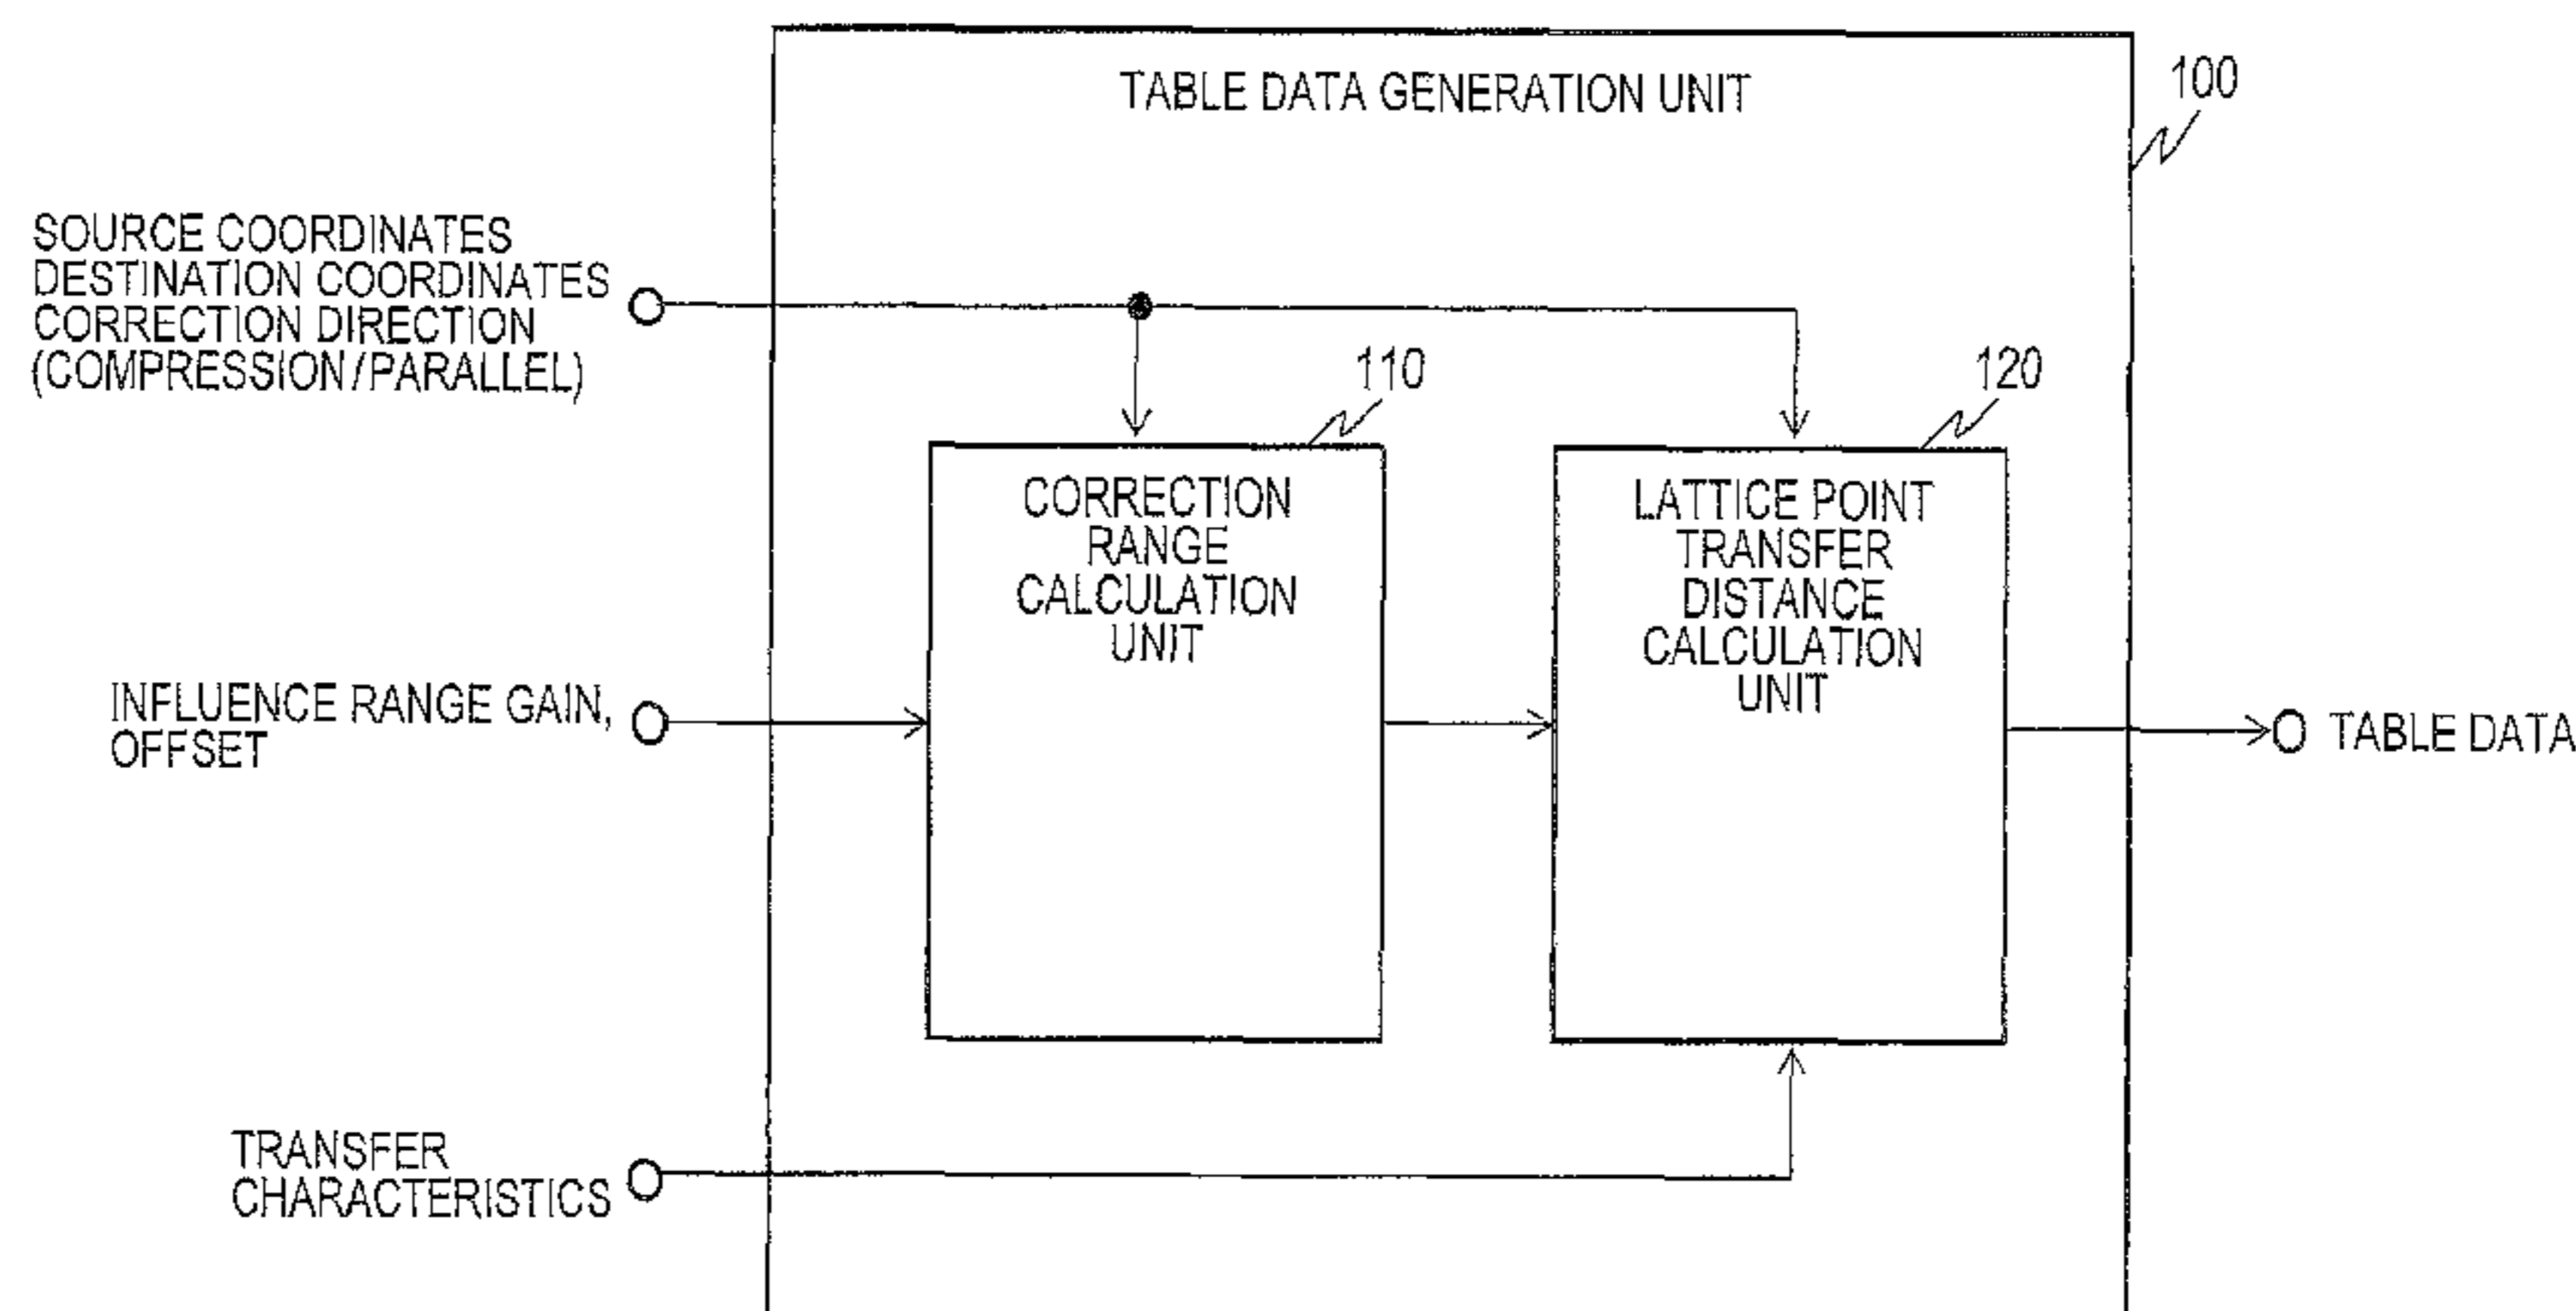 TABLE DATA GENERATION UNIT
100
SOURCE COORDINATES
DESTINATION COORDINATES
CORRECTION DIRECTION
(COMPRESSION/PARALLEL)
110
120
CORRECTION
RANGE
CALCULATION
UNIT
LATTICE POINT
TRANSFER
DISTANCE
CALCULATION
UNIT
INFLUENCE RANGE GAIN,
OFFSET
TABLE DATA
TRANSFER
CHARACTERISTICS